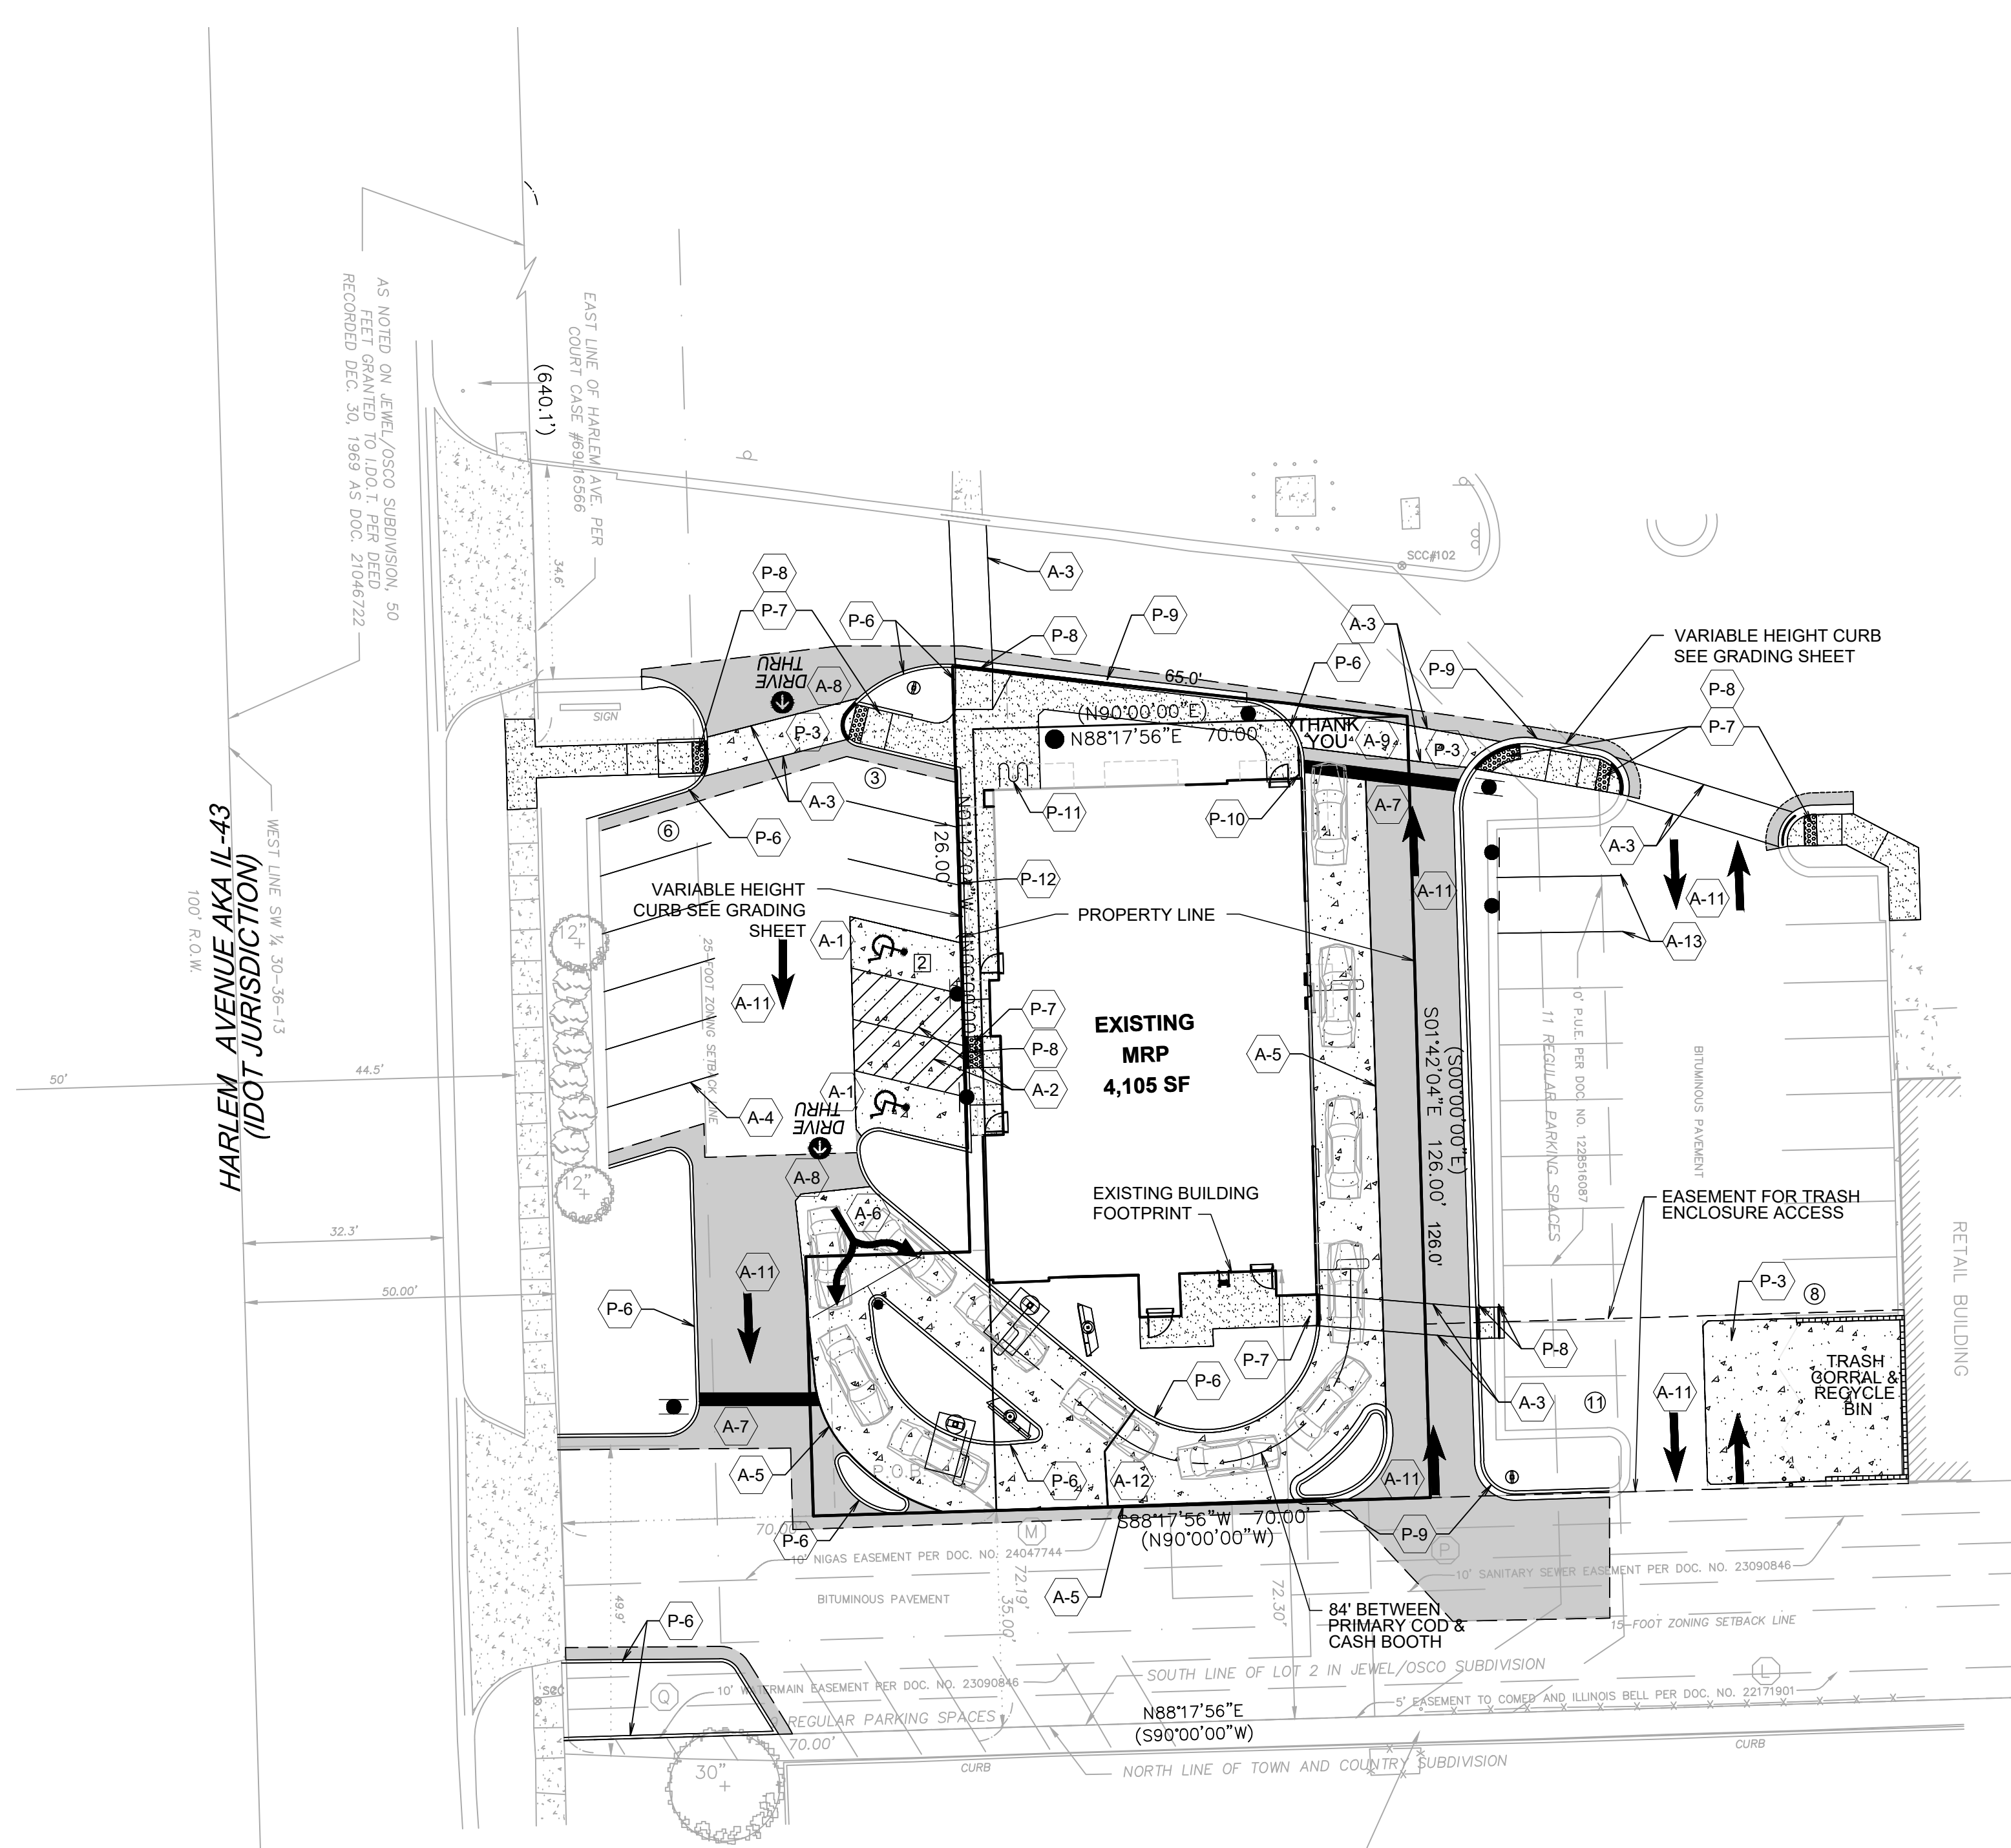 AS NOTED ON JEWEL/OSCO SUBDIVISION, 50
FEET GRANTED TO I.DO.T. PER DEED
RECORDED DEC. 30, 1969 AS DOC. 21046722
EAST LINE OF HARLEM AVE. PER
COURT CASE #69L16566
(640.1')
34.6'
SCC#102
A-3
P-8
P-7
P-6
P-8
P-9
A-3
P-6
P-9
VARIABLE HEIGHT CURB
SEE GRADING SHEET
P-8
P-7
DRIVE
THRU
A-8
65.0'
SIGN
P-3
(N90°00'00"E)
N88°17'56"E 70.00'
THANK
YOU
A-9
P-3
3
A-3
6
P-6
P-11
P-10
A-7
A-3
HARLEM AVENUE AKA IL-43
(IDOT JURISDICTION)
WEST LINE SW ¼ 30-36-13
100' R.O.W.
126.00'
P-12
VARIABLE HEIGHT
CURB SEE GRADING
SHEET
PROPERTY LINE
A-11
A-11
A-13
12"
25-FOOT ZONING SETBACK LINE
A-1
2
A-11
P-7
P-8
A-2
EXISTING
MRP
4,105 SF
A-5
S01°42'04"E 126.00' 126.0'
(S00°00'00"E)
11 REGULAR PARKING SPACES
10' P.U.E. PER DOC. NO. 1228516087
BITUMINOUS PAVEMENT
50'
44.5'
A-1
A-4
DRIVE
THRU
12"
A-8
A-6
EXISTING BUILDING
FOOTPRINT
EASEMENT FOR TRASH
ENCLOSURE ACCESS
RETAIL BUILDING
32.3'
50.00'
A-11
P-6
P-3
8
P-7
P-8
P-6
TRASH
CORRAL &
RECYCLE
BIN
A-11
A-3
11
A-7
A-5
P.O.B.
P-6
A-12
A-11
70.00'
P-6
S88°17'56"W 70.00'
(N90°00'00"W)
M
P-9
P
10' NIGAS EASEMENT PER DOC. NO. 24047744
10' SANITARY SEWER EASEMENT PER DOC. NO. 23090846
BITUMINOUS PAVEMENT
A-5
72.19'
35.00'
72.30'
49.9'
P-6
84' BETWEEN
PRIMARY COD &
CASH BOOTH
15-FOOT ZONING SETBACK LINE
SOUTH LINE OF LOT 2 IN JEWEL/OSCO SUBDIVISION
L
Q
10' WATERMAIN EASEMENT PER DOC. NO. 23090846
5' EASEMENT TO COMED AND ILLINOIS BELL PER DOC. NO. 22171901
REGULAR PARKING SPACES
N88°17'56"E
(S90°00'00"W)
70.00'
30"
CURB
CURB
NORTH LINE OF TOWN AND COUNTRY SUBDIVISION